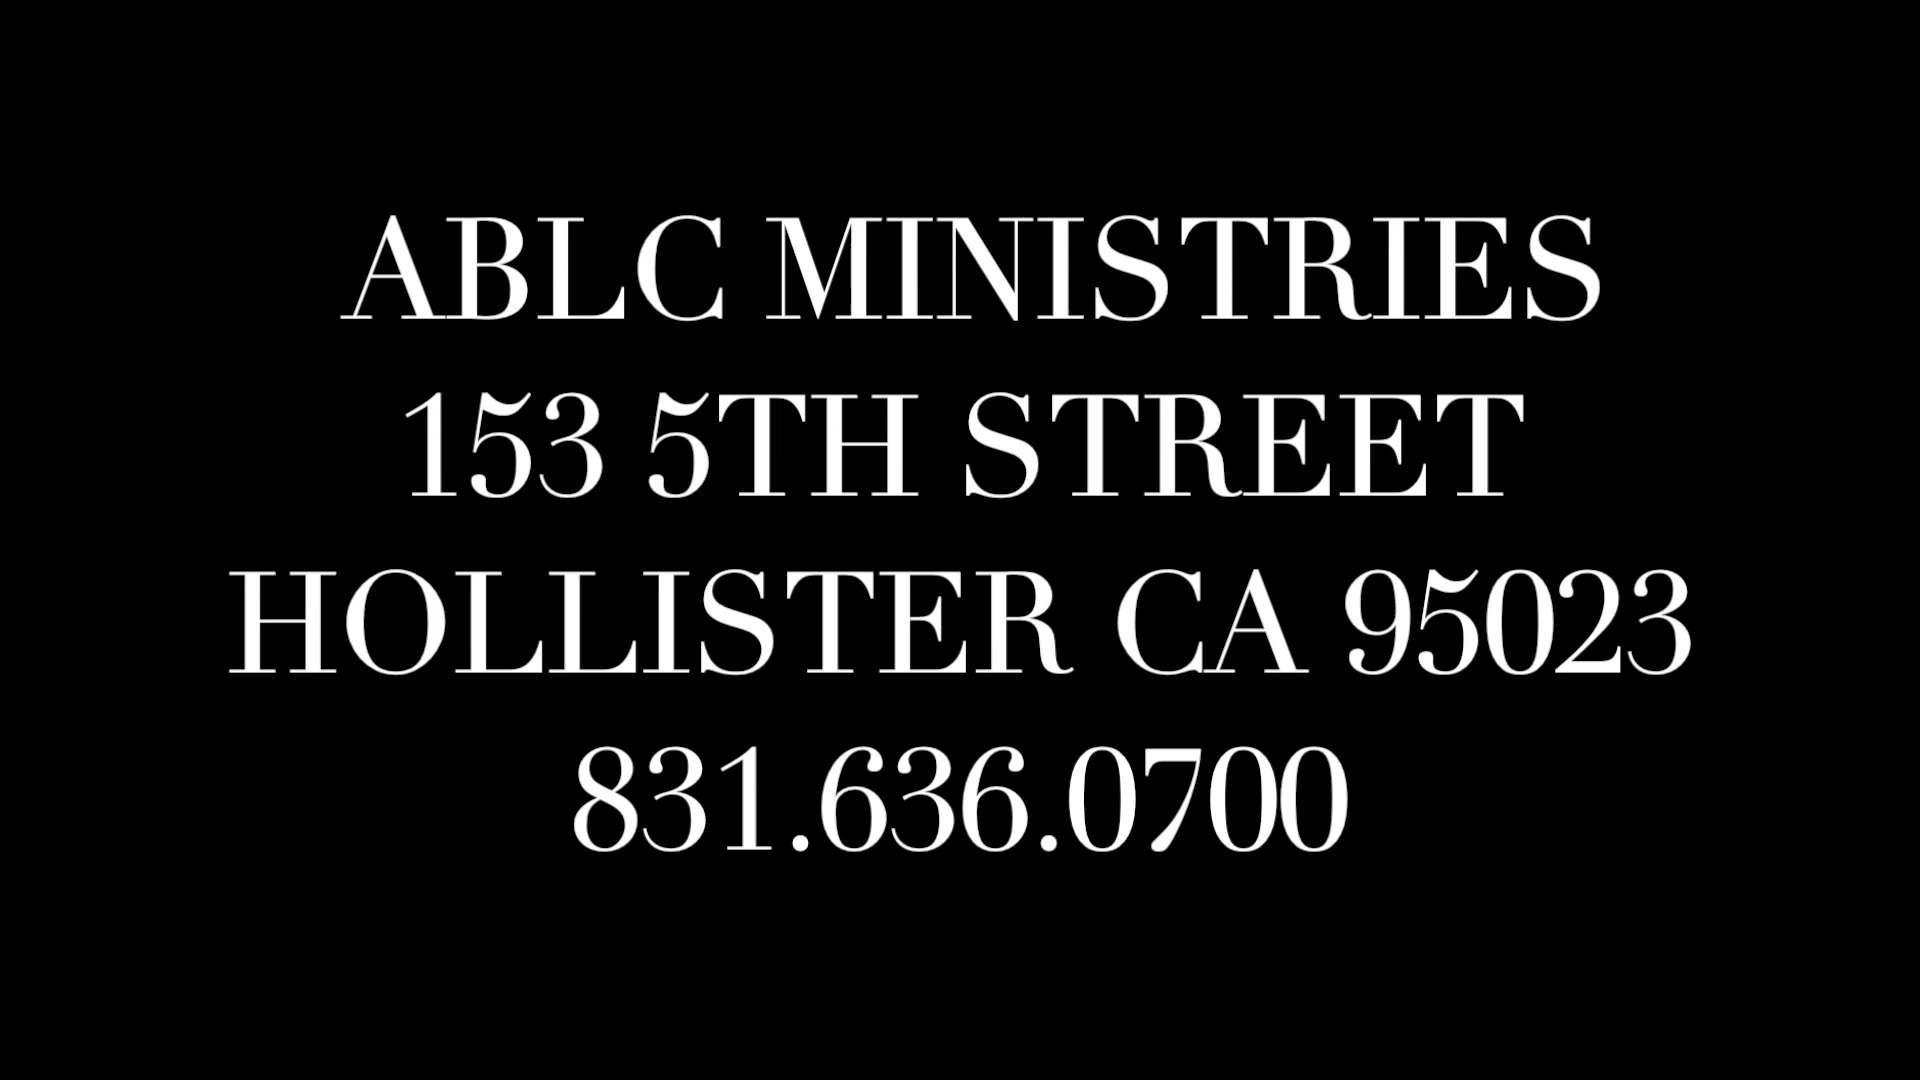 ABLC MINISTRIES
153 5TH STREET
HOLLISTER CA 95023
831.636.0700